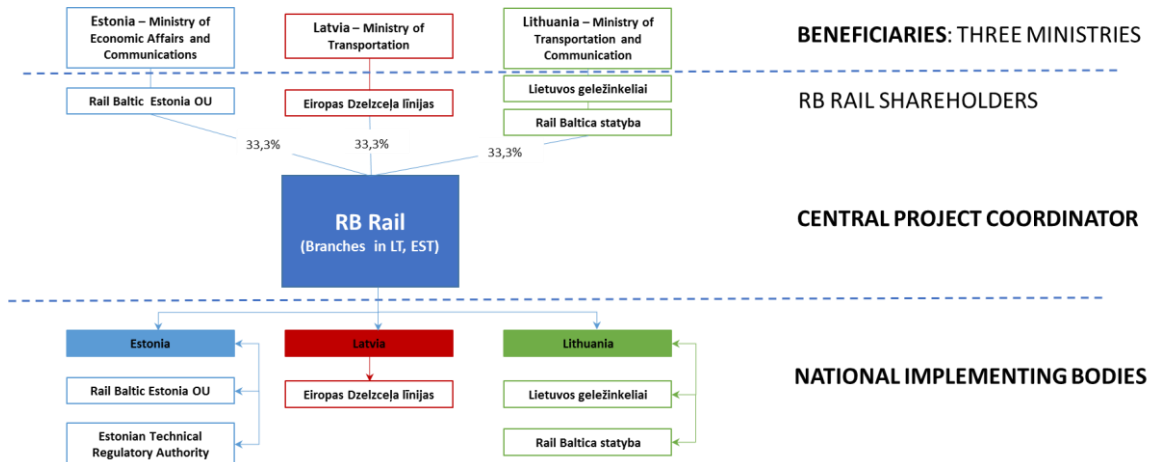 Estonia – Ministry of
Economic Affairs and
Communications
Latvia – Ministry of
Transportation
Lithuania – Ministry of
Transportation and
Communication
BENEFICIARIES: THREE MINISTRIES
Rail Baltic Estonia OU
Eiropas Dzelzceļa līnijas
Lietuvos geležinkeliai
Rail Baltica statyba
RB RAIL SHAREHOLDERS
33,3%
33,3%
33,3%
RB Rail
(Branches in LT, EST)
CENTRAL PROJECT COORDINATOR
Estonia
Latvia
Lithuania
Rail Baltic Estonia OU
Eiropas Dzelzceļa līnijas
Lietuvos geležinkeliai
NATIONAL IMPLEMENTING BODIES
Estonian Technical
Regulatory Authority
Rail Baltica statyba